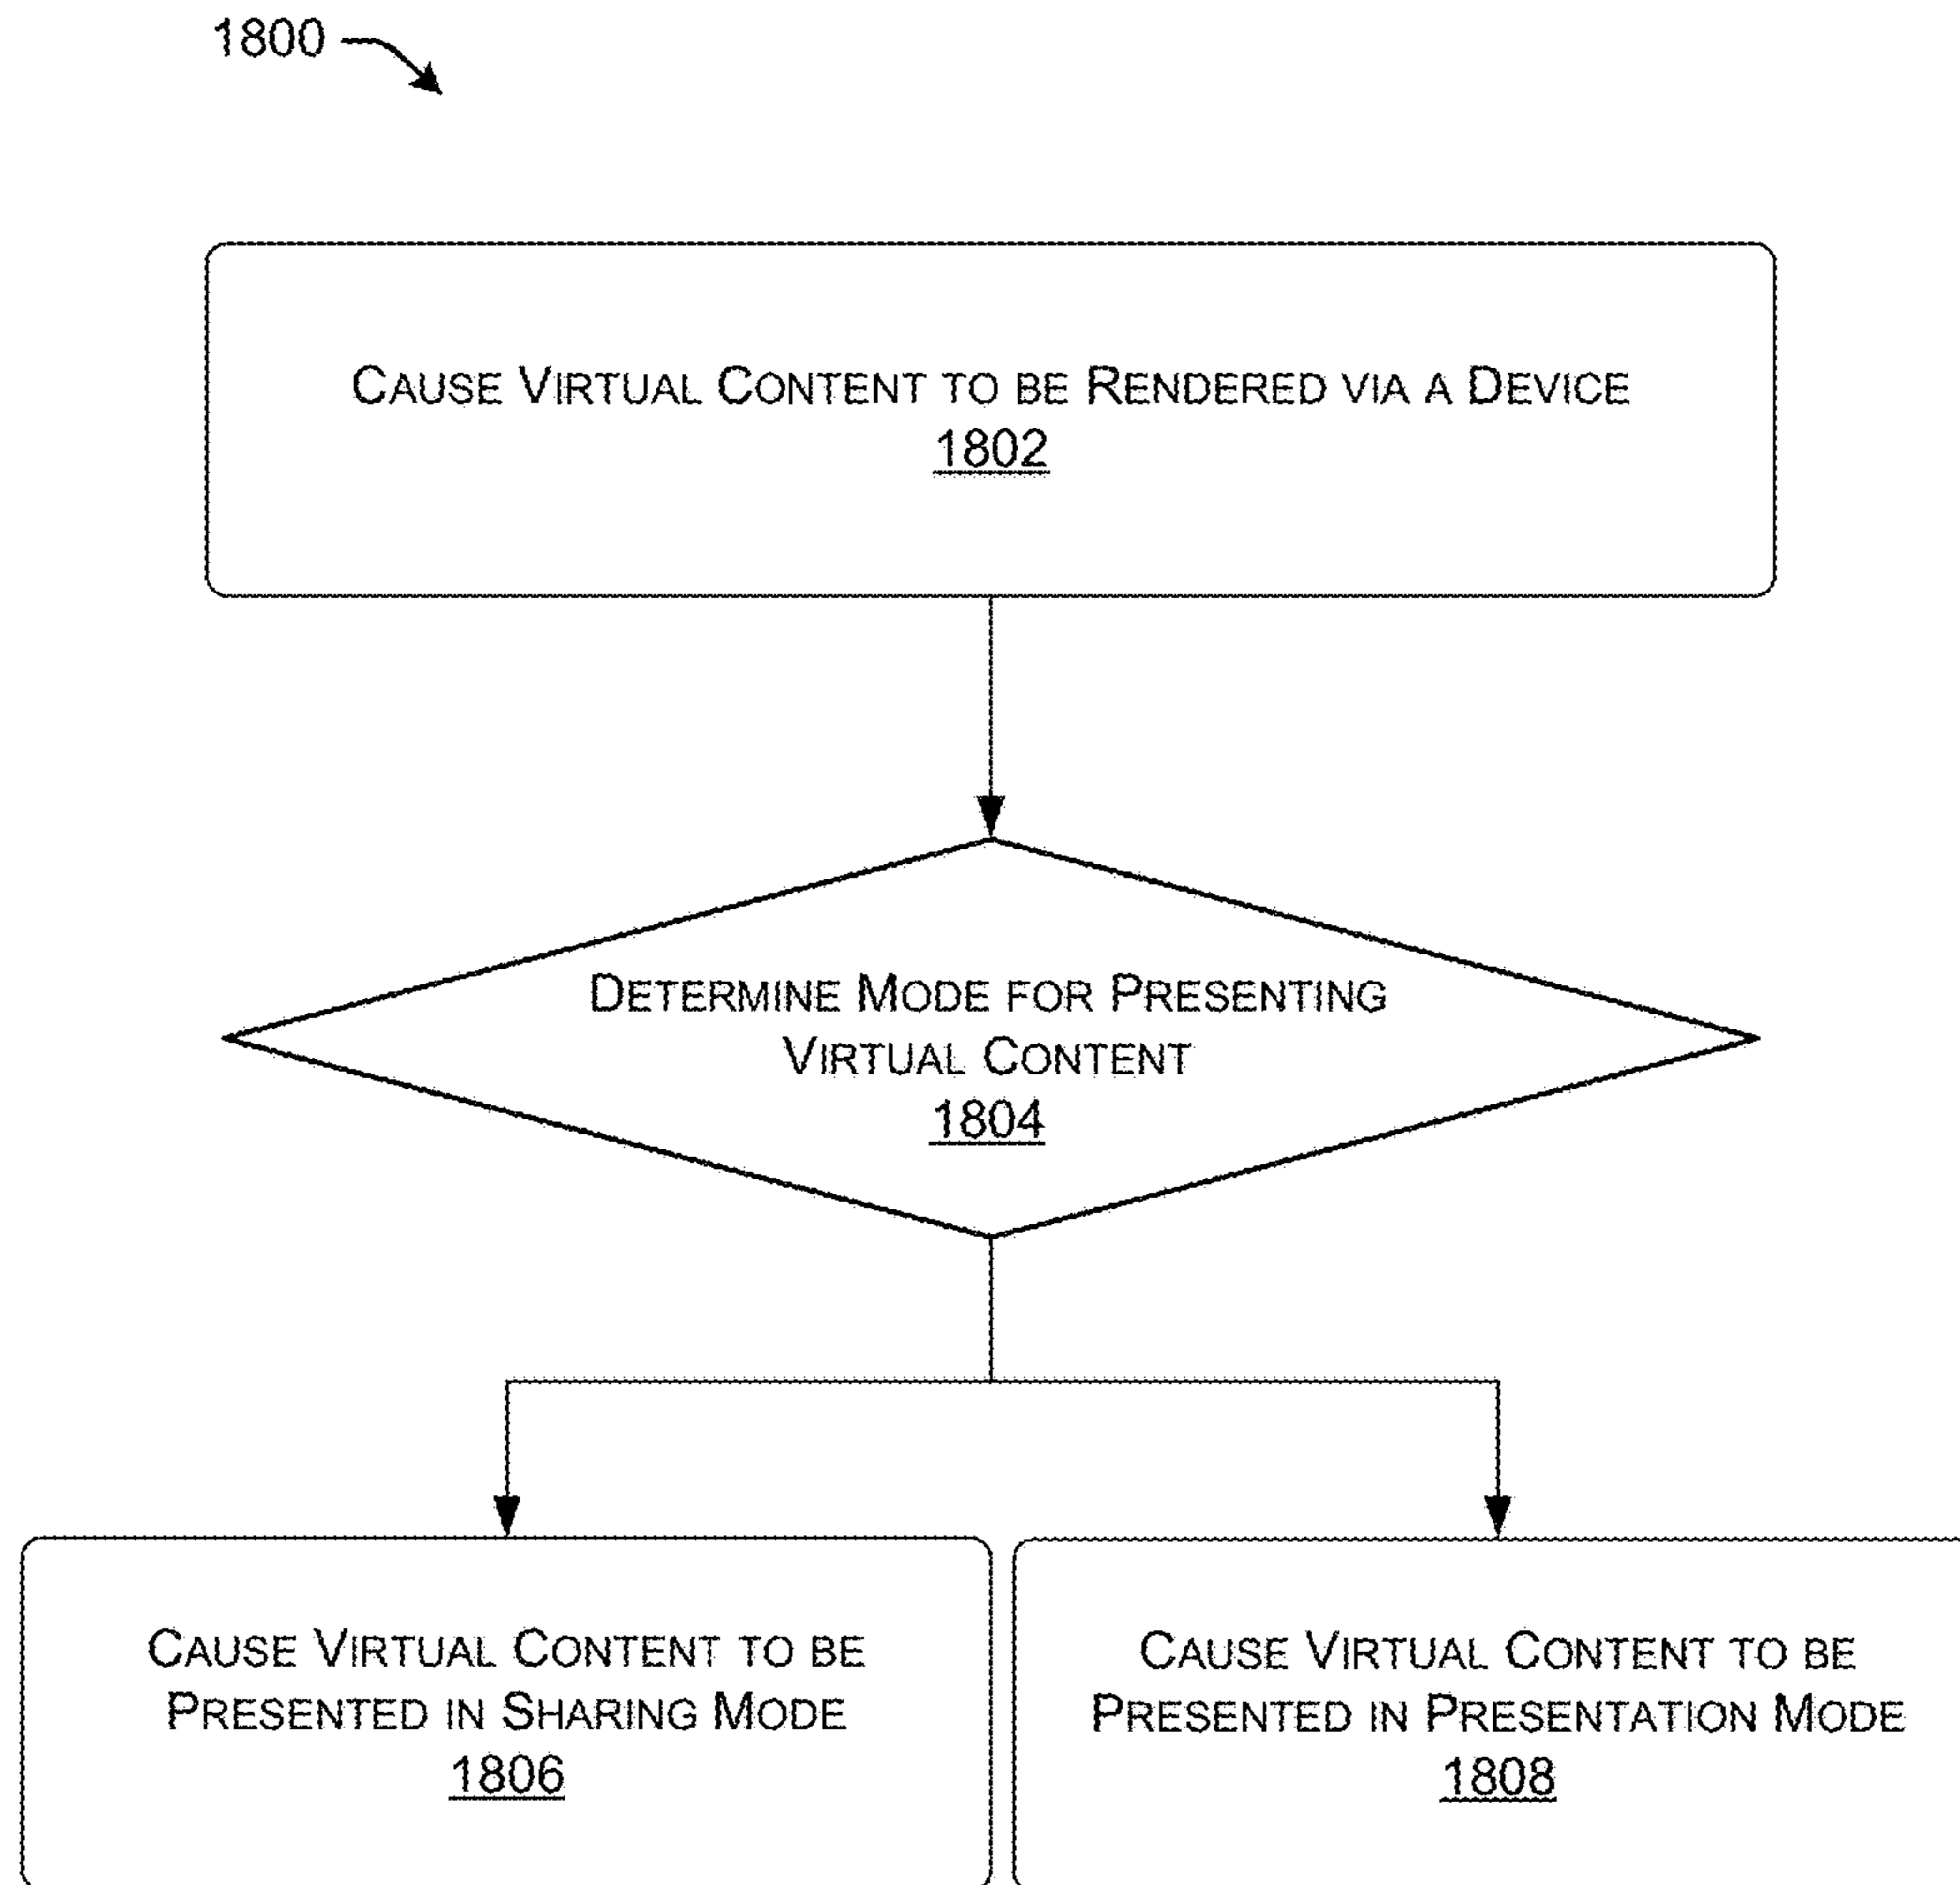 1800
CAUSE VIRTUAL CONTENT TO BE RENDERED VIA A DEVICE
1802
DETERMINE MODE FOR PRESENTING
VIRTUAL CONTENT
1804
CAUSE VIRTUAL CONTENT TO BE
PRESENTED IN SHARING MODE
1806
CAUSE VIRTUAL CONTENT TO BE
PRESENTED IN PRESENTATION MODE
1808